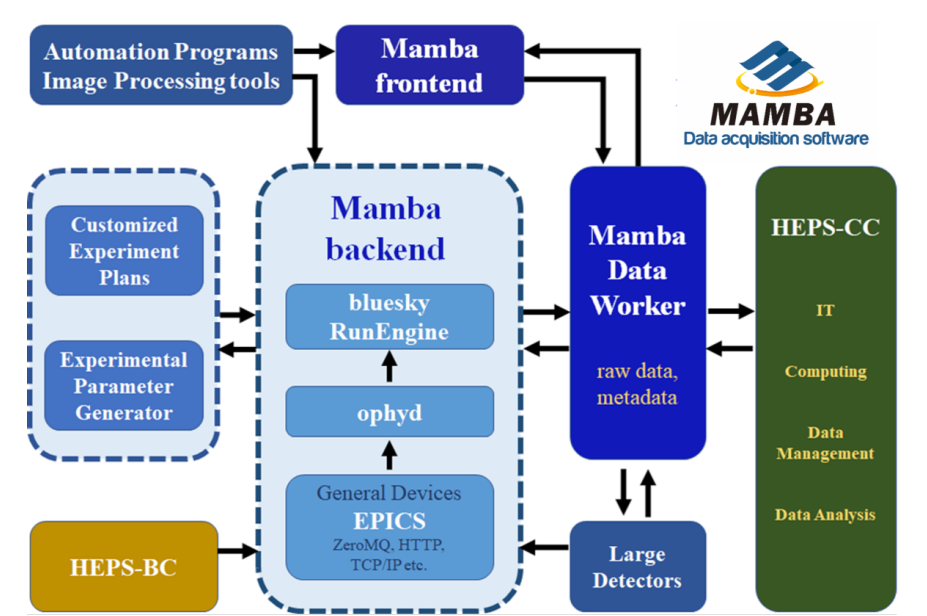 Automation Programs
Image Processing tools
Mamba
frontend
MAMBA
Data acquisition software
Customized
Experiment
Plans
Experimental
Parameter
Generator
HEPS-BC
Mamba
backend
bluesky
RunEngine
ophyd
General Devices
EPICS
ZeroMQ, HTTP,
TCP/IP etc.
Mamba
Data
Worker
raw data,
metadata
Large
Detectors
HEPS-CC
IT
Computing
Data
Management
Data Analysis